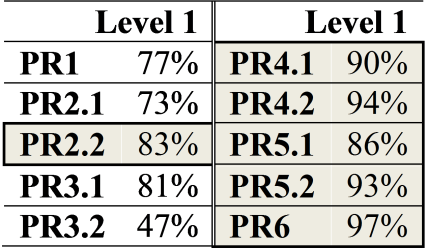 Level 1 Level 1
PR1 77% PR4.1 90%
PR2.1 73% PR4.2 94%
PR2.2 83% PR5.1 86%
PR3.1 81% PR5.2 93%
PR3.2 47% PR6 97%